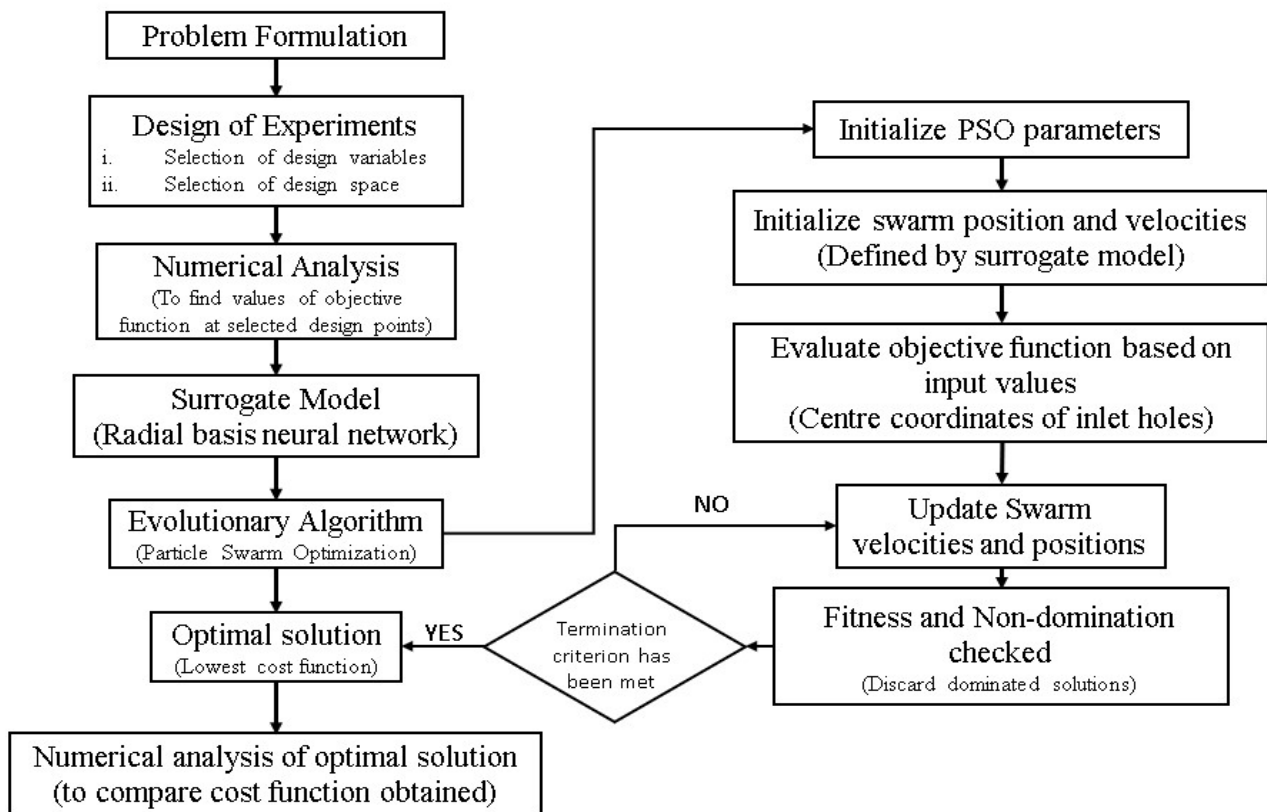 Problem Formulation
Design of Experiments
i. Selection of design variables
ii. Selection of design space
Numerical Analysis
(To find values of objective
function at selected design points)
Surrogate Model
(Radial basis neural network)
Evolutionary Algorithm
(Particle Swarm Optimization)
Optimal solution
(Lowest cost function)
Numerical analysis of optimal solution
(to compare cost function obtained)
Initialize PSO parameters
Initialize swarm position and velocities
(Defined by surrogate model)
Evaluate objective function based on
input values
(Centre coordinates of inlet holes)
Update Swarm
velocities and positions
Fitness and Non-domination
checked
(Discard dominated solutions)
Termination
criterion has
been met
NO
YES